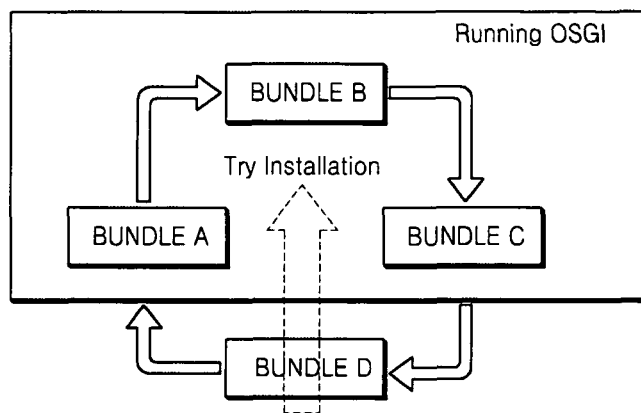 Running OSGI
BUNDLE B
Try Installation
BUNDLE A
BUNDLE C
BUNDLE D